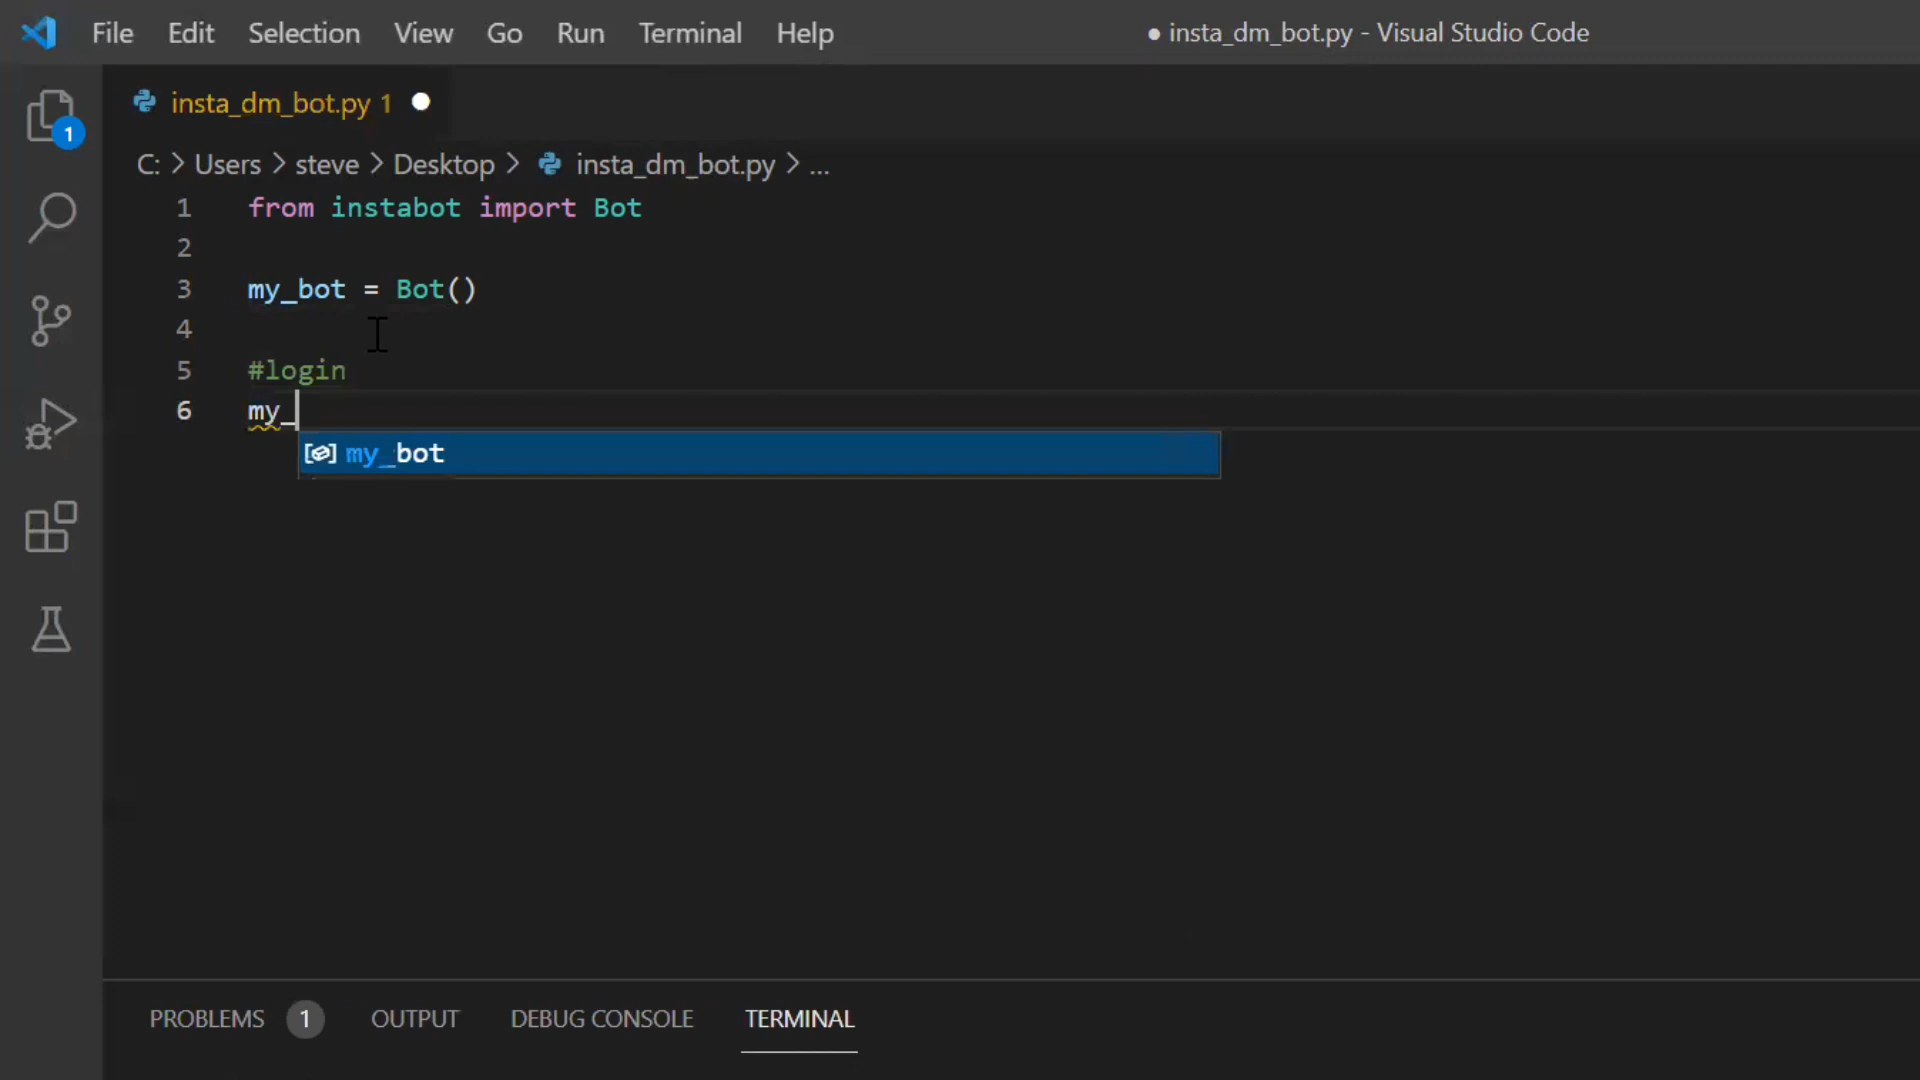 File Edit Selection View Go Run Terminal Help ● insta_dm_bot.py - Visual Studio Code
insta_dm_bot.py 1
1
C: > Users > steve > Desktop > insta_dm_bot.py > ...
1 from instabot import Bot
2
3 my_bot = Bot()
4
5 #login
6 my_
my_bot
PROBLEMS 1 OUTPUT DEBUG CONSOLE TERMINAL